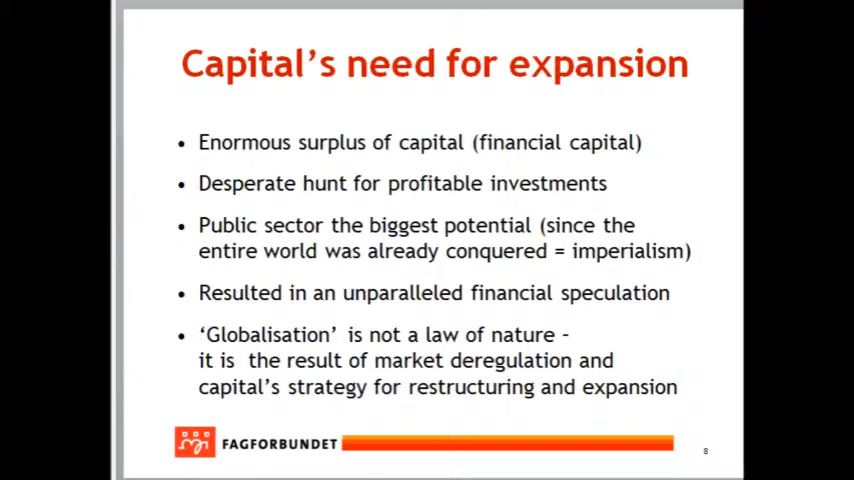 Capital's need for expansion
• Enormous surplus of capital (financial capital)
• Desperate hunt for profitable investments
• Public sector the biggest potential (since the
entire world was already conquered = imperialism)
• Resulted in an unparalleled financial speculation
• ‘Globalisation’ is not a law of nature –
it is the result of market deregulation and
capital's strategy for restructuring and expansion
FAGFORBUNDET
8